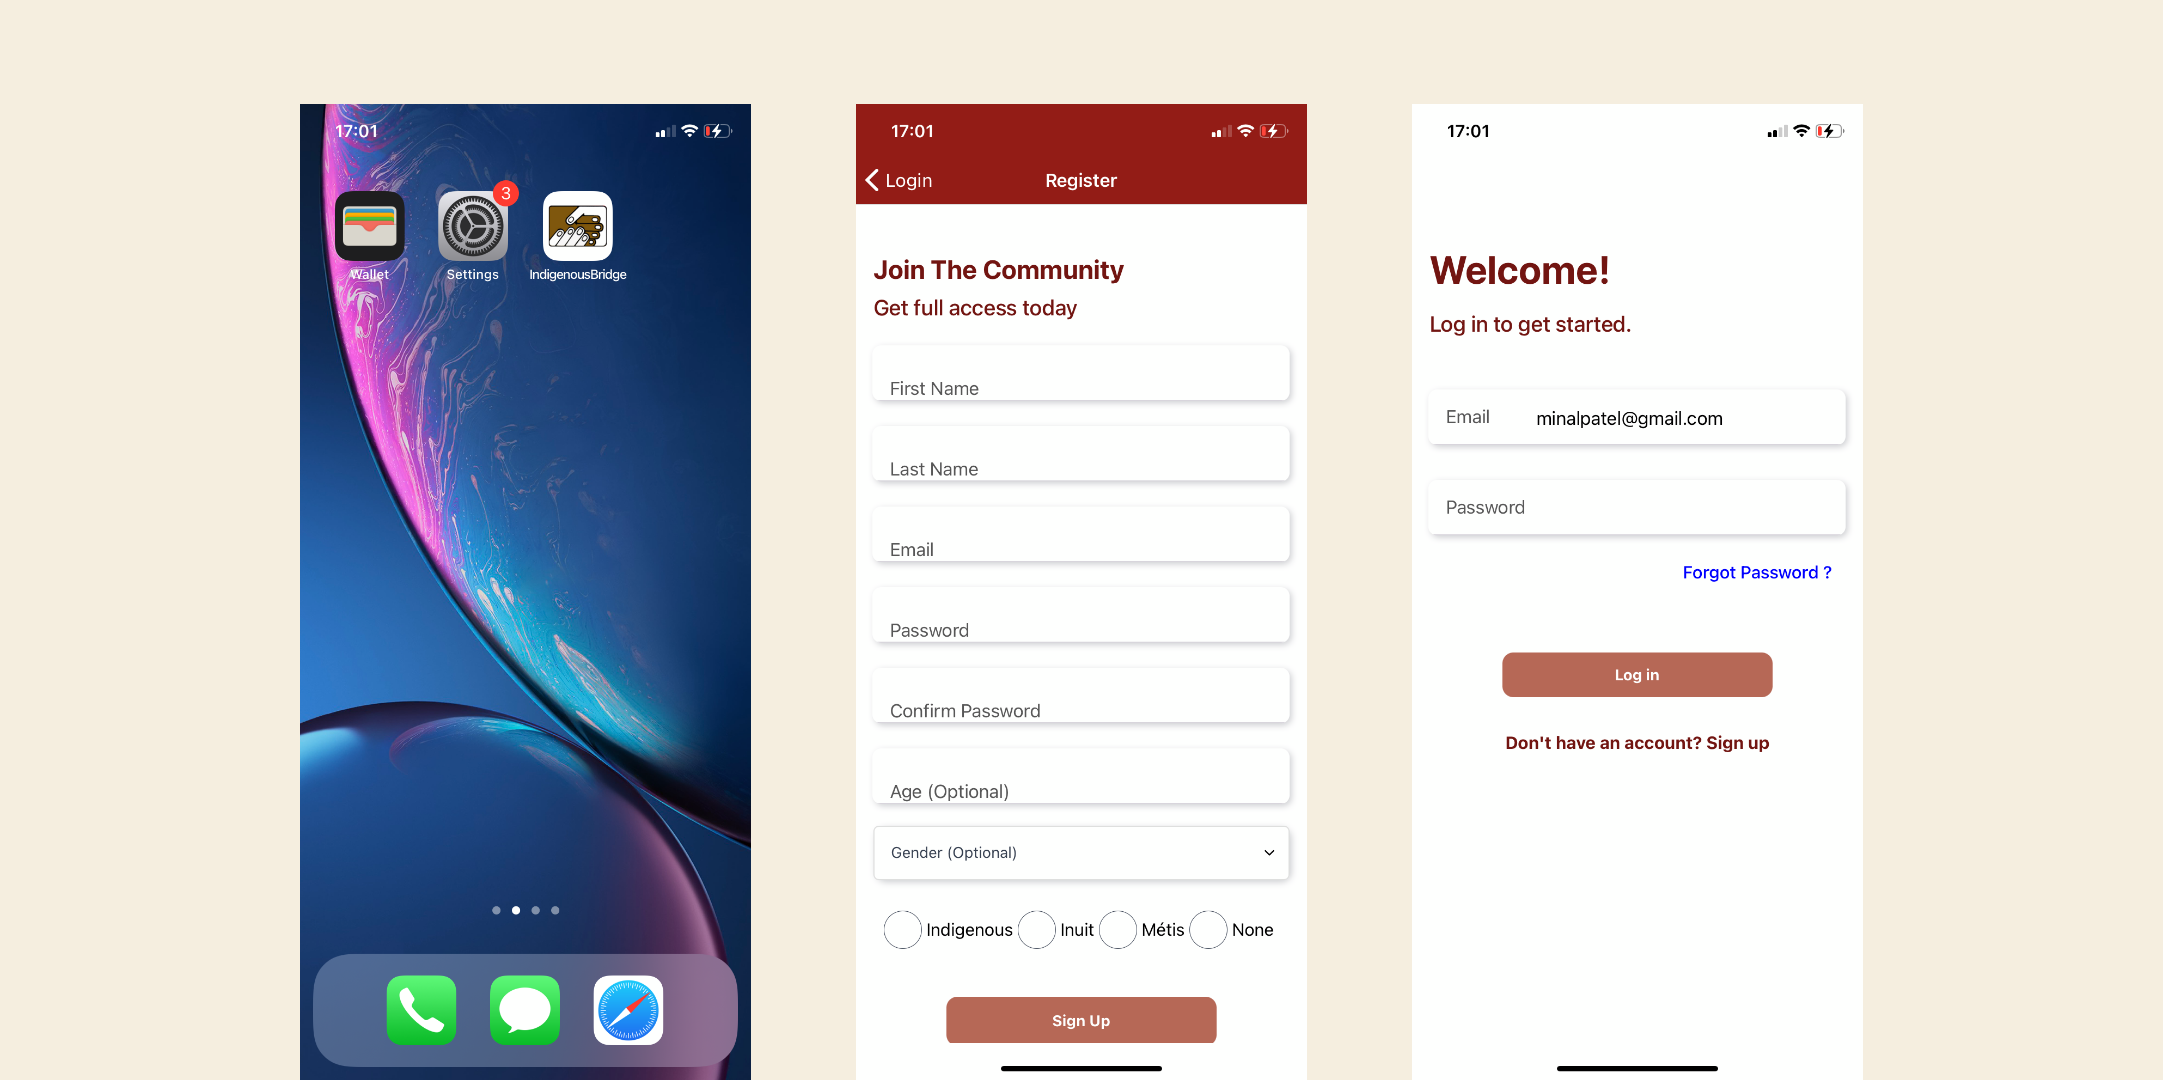 17:01
3
Wallet
Settings
IndigenousBridge
17:01
Login
Register
Join The Community
Get full access today
First Name
Last Name
Email
Password
Confirm Password
Age (Optional)
Gender (Optional)
Indigenous Inuit Métis None
Sign Up
17:01
Welcome!
Log in to get started.
Email minalpatel@gmail.com
Password
Forgot Password ?
Log in
Don't have an account? Sign up